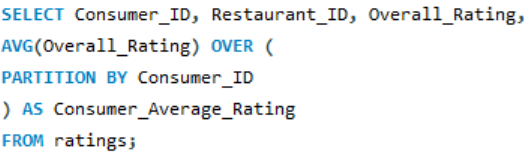 SELECT Consumer_ID, Restaurant_ID, Overall_Rating,
AVG(Overall_Rating) OVER (
PARTITION BY Consumer_ID
) AS Consumer_Average_Rating
FROM ratings;